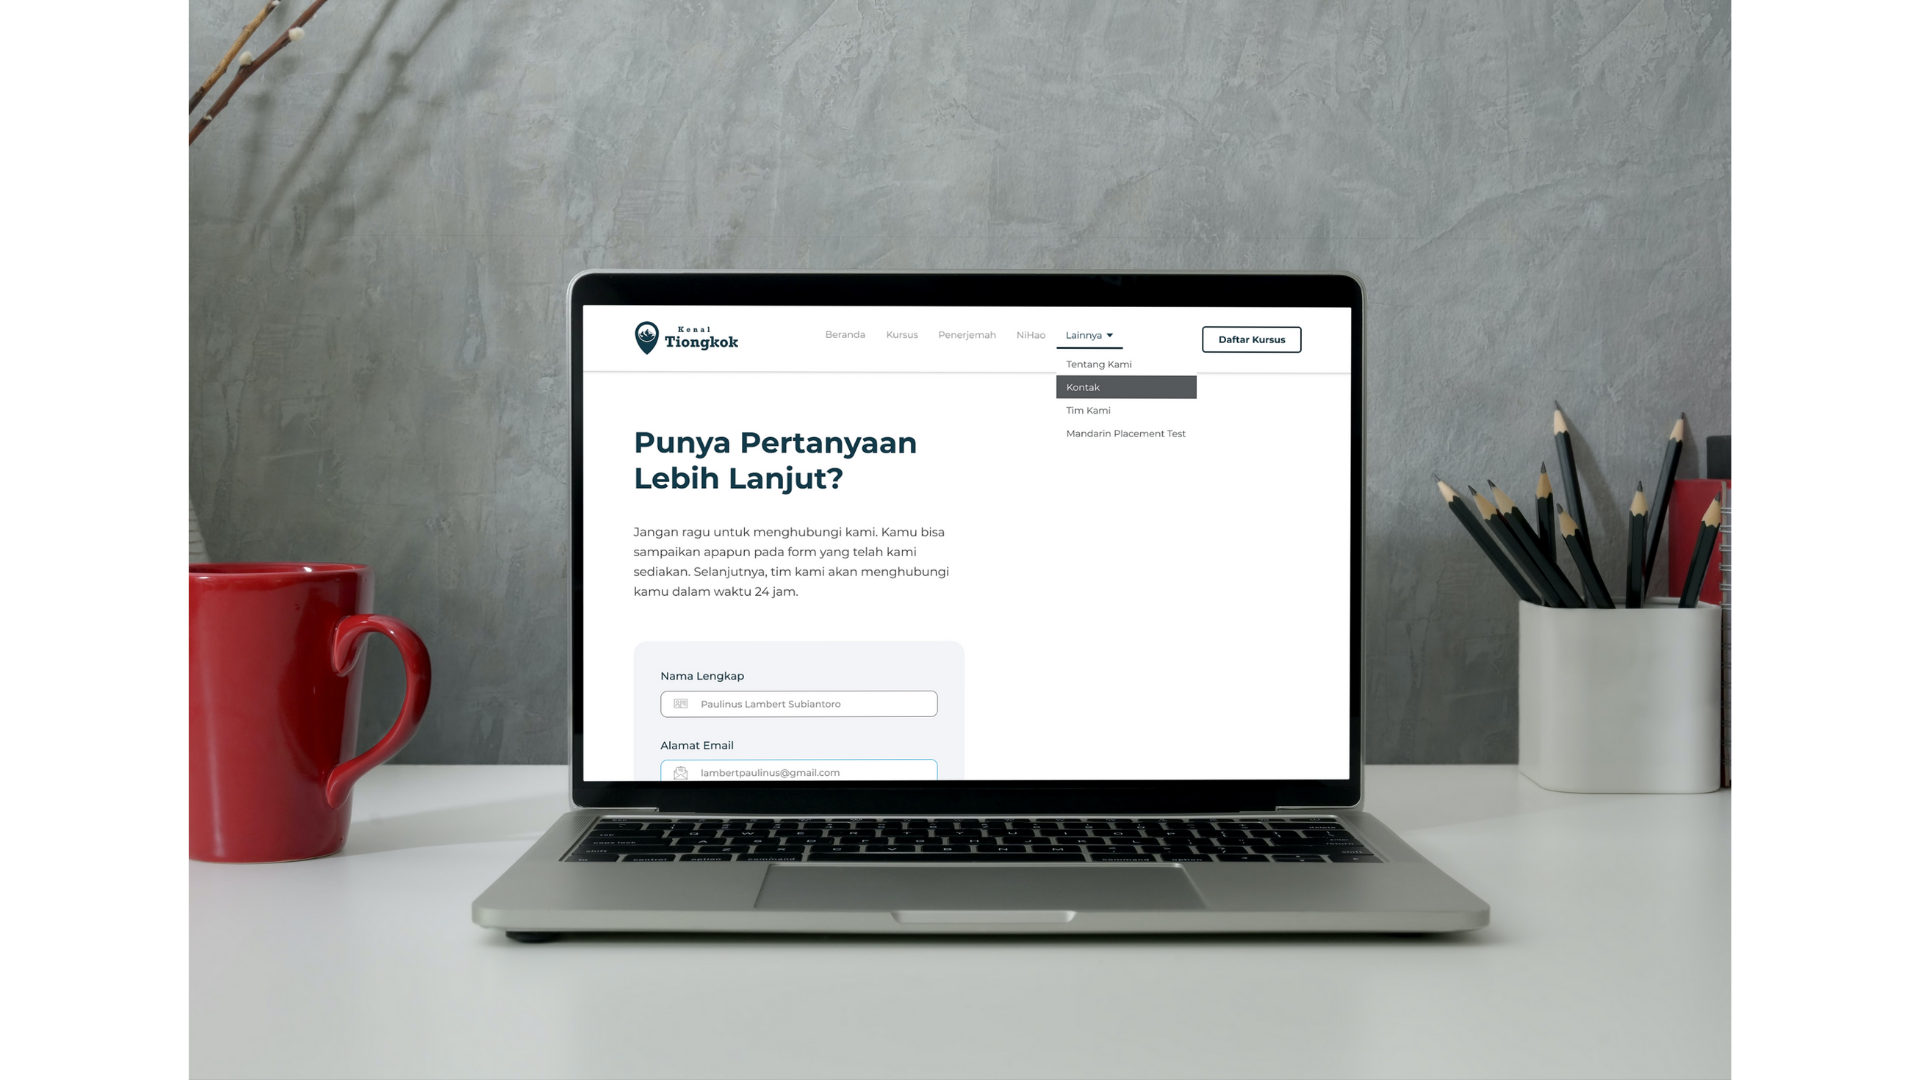 Kenal
Tiongkok
Beranda Kursus Penerjemah NiHao Lainnya
Daftar Kursus
Tentang Kami
Kontak
Tim Kami
Mandarin Placement Test
Punya Pertanyaan
Lebih Lanjut?
Jangan ragu untuk menghubungi kami. Kamu bisa
sampaikan apapun pada form yang telah kami
sediakan. Selanjutnya, tim kami akan menghubungi
kamu dalam waktu 24 jam.
Nama Lengkap
Paulinus Lambert Subiantoro
Alamat Email
lambertpaulinus@gmail.com